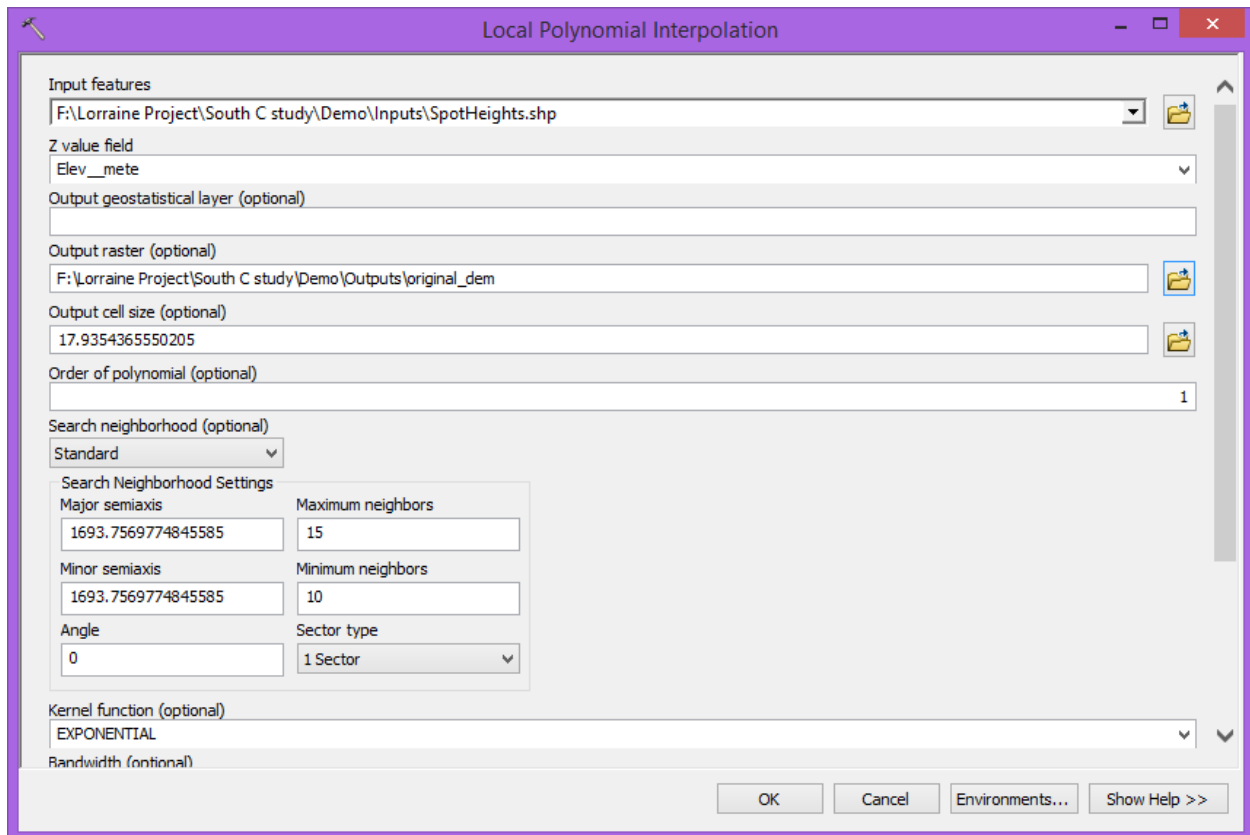 Local Polynomial Interpolation
Input features
F:\Lorraine Project\South C study\Demo\Inputs\SpotHeights.shp
Z value field
Elev__mete
Output geostatistical layer (optional)
Output raster (optional)
F:\Lorraine Project\South C study\Demo\Outputs\original_dem
Output cell size (optional)
17.9354365550205
Order of polynomial (optional)
1
Search neighborhood (optional)
Standard
Search Neighborhood Settings
Major semiaxis Maximum neighbors
1693.7569774845585 15
Minor semiaxis Minimum neighbors
1693.7569774845585 10
Angle Sector type
0 1 Sector
Kernel function (optional)
EXPONENTIAL
Bandwidth (optional)
OK Cancel Environments... Show Help >>